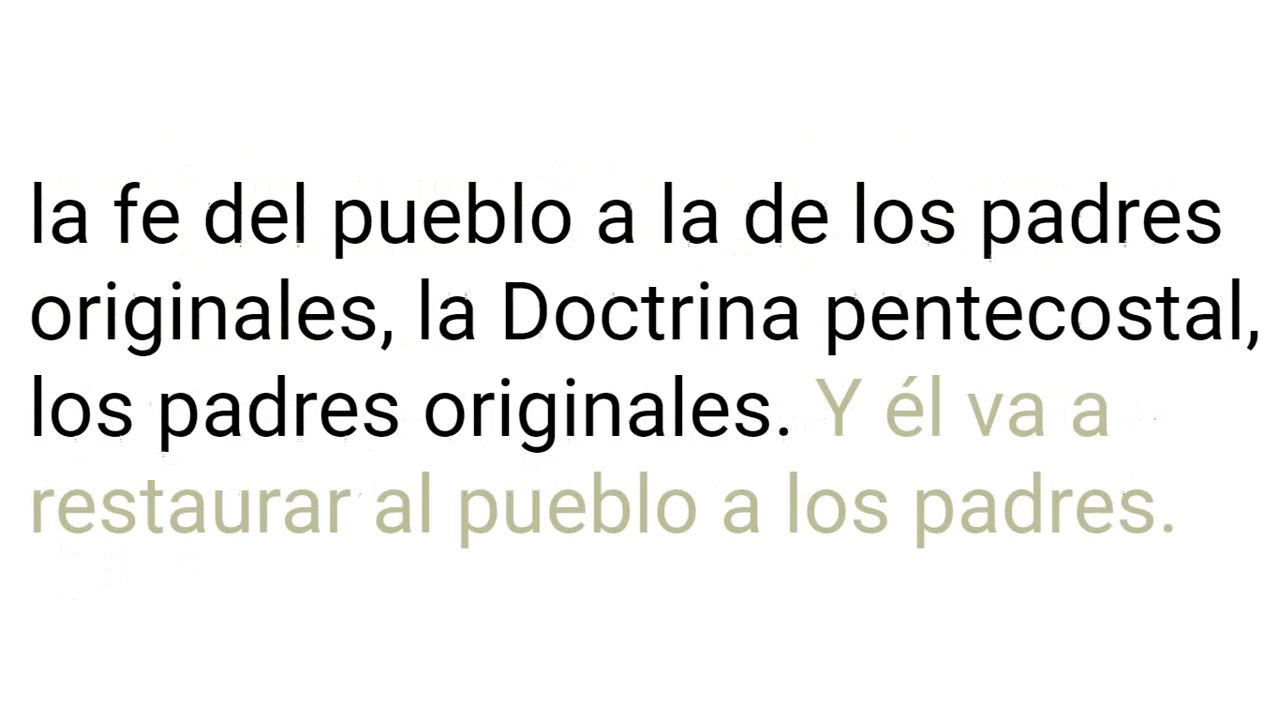 la fe del pueblo a la de los padres
originales, la Doctrina pentecostal,
los padres originales. Y él va a
restaurar al pueblo a los padres.